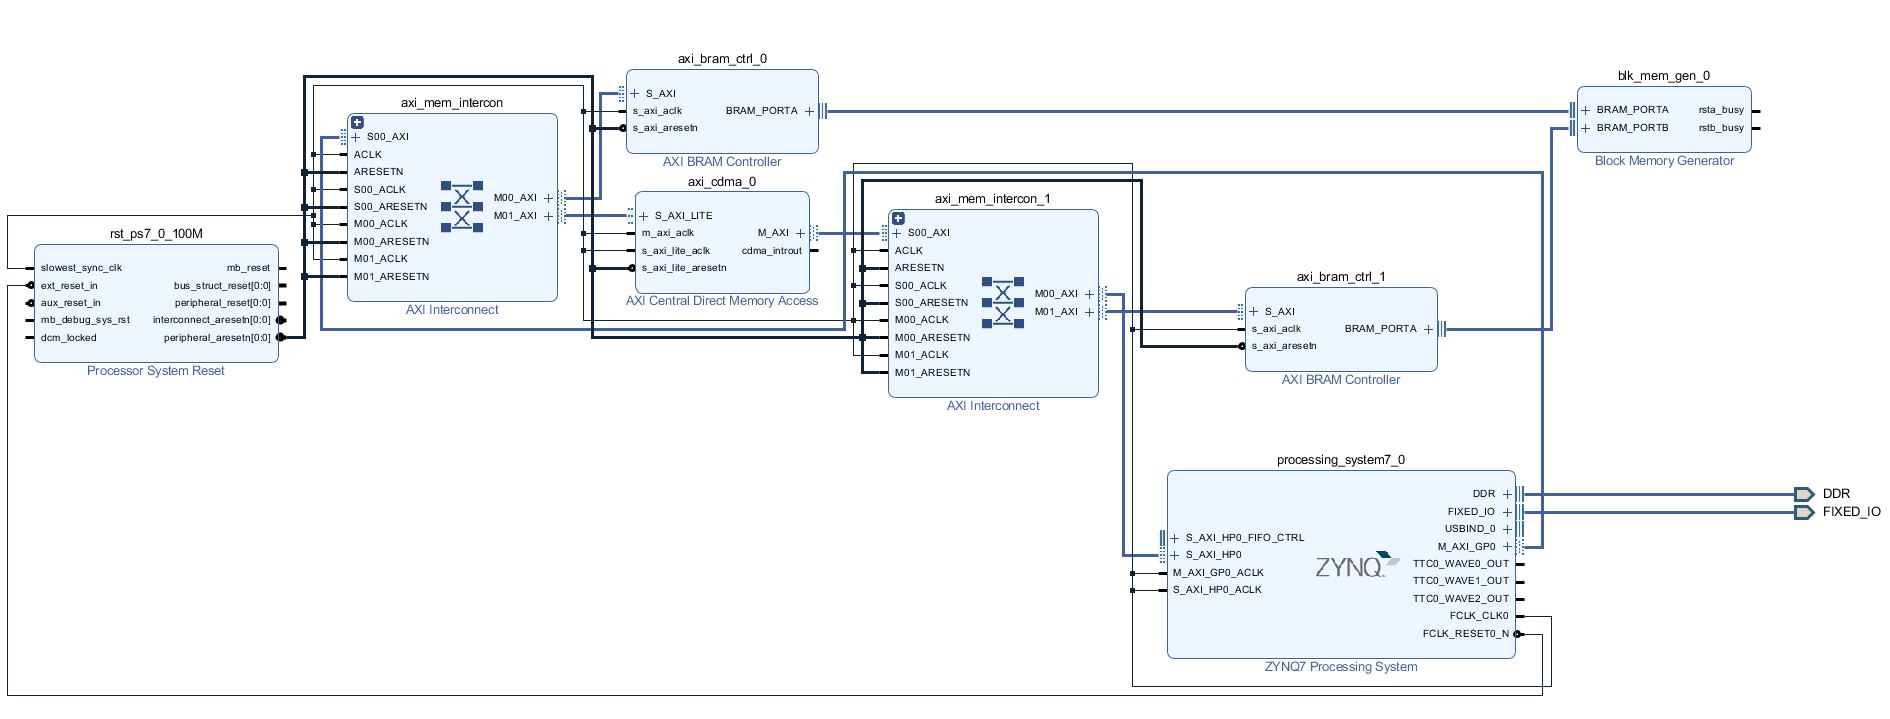 axi_bram_ctrl_0
S_AXI
s_axi_aclk
s_axi_aresetn
BRAM_PORTA
AXI BRAM Controller
blk_mem_gen_0
BRAM_PORTA
BRAM_PORTB
rsta_busy
rstb_busy
Block Memory Generator
axi_mem_intercon
S00_AXI
ACLK
ARESETN
S00_ACLK
S00_ARESETN
M00_ACLK
M00_ARESETN
M01_ACLK
M01_ARESETN
M00_AXI
M01_AXI
AXI Interconnect
axi_cdma_0
S_AXI_LITE
m_axi_aclk
s_axi_lite_aclk
s_axi_lite_aresetn
M_AXI
cdma_introut
AXI Central Direct Memory Access
axi_mem_intercon_1
S00_AXI
ACLK
ARESETN
S00_ACLK
S00_ARESETN
M00_ACLK
M00_ARESETN
M01_ACLK
M01_ARESETN
M00_AXI
M01_AXI
AXI Interconnect
rst_ps7_0_100M
slowest_sync_clk
ext_reset_in
aux_reset_in
mb_debug_sys_rst
dcm_locked
mb_reset
bus_struct_reset[0:0]
peripheral_reset[0:0]
interconnect_aresetn[0:0]
peripheral_aresetn[0:0]
Processor System Reset
axi_bram_ctrl_1
S_AXI
s_axi_aclk
s_axi_aresetn
BRAM_PORTA
AXI BRAM Controller
processing_system7_0
S_AXI_HP0_FIFO_CTRL
S_AXI_HP0
M_AXI_GP0_ACLK
S_AXI_HP0_ACLK
ZYNQ
DDR
FIXED_IO
USBIND_0
M_AXI_GP0
TTC0_WAVE0_OUT
TTC0_WAVE1_OUT
TTC0_WAVE2_OUT
FCLK_CLK0
FCLK_RESET0_N
ZYNQ7 Processing System
DDR
FIXED_IO